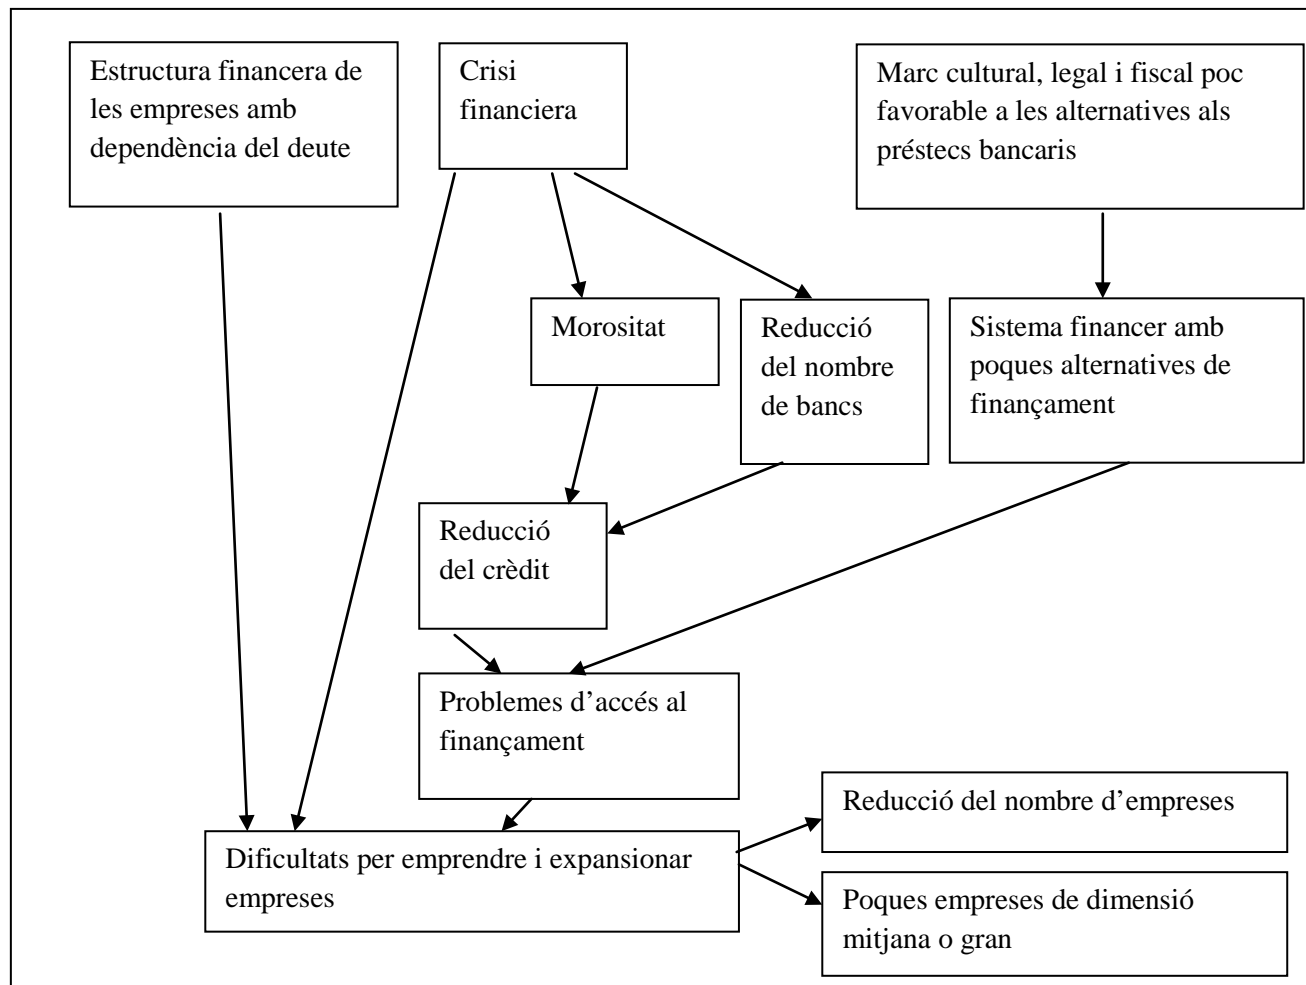 Estructura financera de
les empreses amb
dependència del deute
Crisi
financiera
Marc cultural, legal i fiscal poc
favorable a les alternatives als
préstecs bancaris
Morositat
Reducció
del nombre
de bancs
Sistema financer amb
poques alternatives de
finançament
Reducció
del crèdit
Problemes d’accés al
finançament
Dificultats per emprendre i expansionar
empreses
Reducció del nombre d’empreses
Poques empreses de dimensió
mitjana o gran